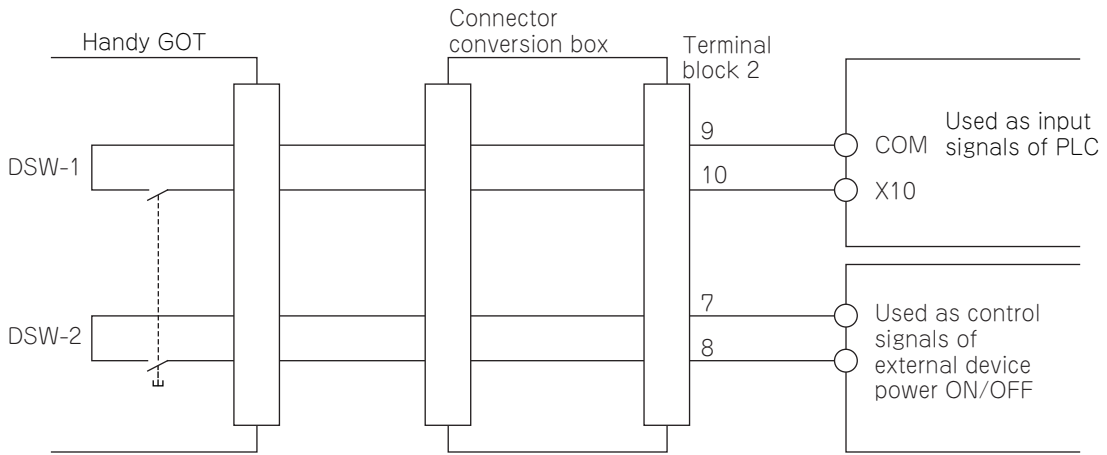 Handy GOT
Connector
conversion box
Terminal
block 2
DSW-1
9
10
COM
X10
Used as input
signals of PLC
DSW-2
7
8
Used as control
signals of
external device
power ON/OFF